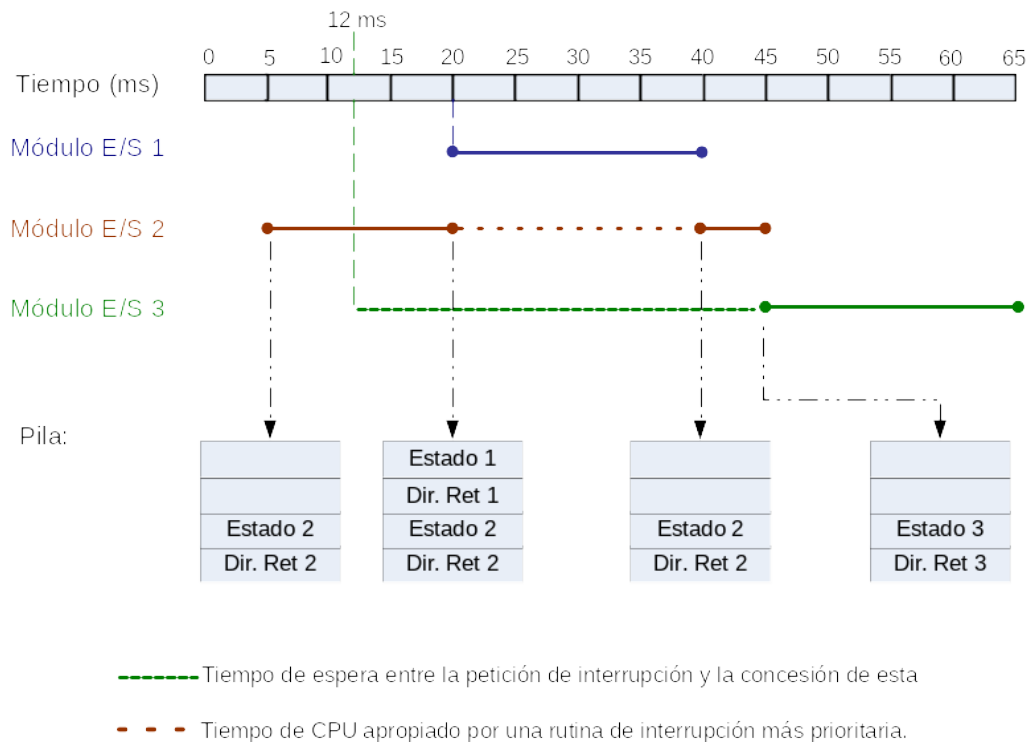 12 ms
0 5 10 15 20 25 30 35 40 45 50 55 60 65
Tiempo (ms)
Módulo E/S 1
Módulo E/S 2
Módulo E/S 3
Pila:
Estado 1
Dir. Ret 1
Estado 2 Estado 2 Estado 2 Estado 3
Dir. Ret 2 Dir. Ret 2 Dir. Ret 2 Dir. Ret 3
Tiempo de espera entre la petición de interrupción y la concesión de esta
Tiempo de CPU apropiado por una rutina de interrupción más prioritaria.